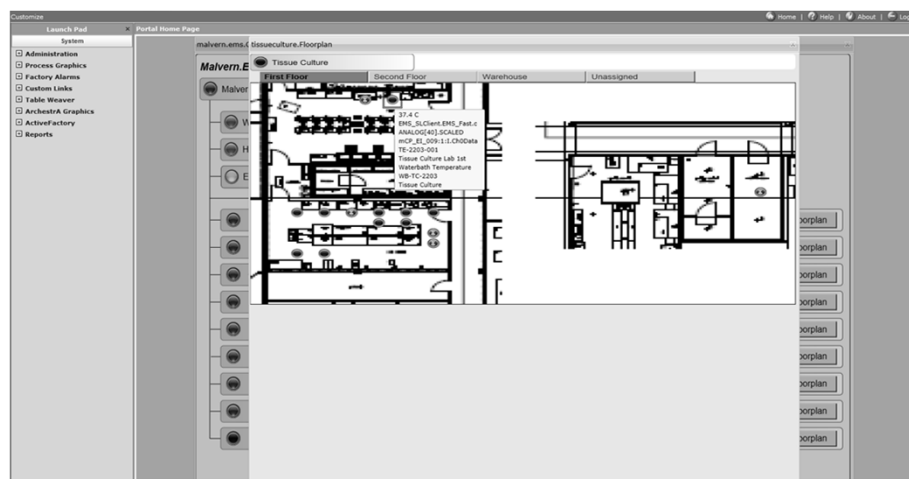 Customize
Home | Help | About | Log
Launch Pad × Portal Home Page
System
Administration
Process Graphics
Factory Alarms
Custom Links
Table Weaver
ArchestrA Graphics
ActiveFactory
Reports
malvern.ems.
tissueculture.Floorplan
Malvern.E
Tissue Culture
Malver
First Floor Second Floor Warehouse Unassigned
W
H
E
37.4 C
EMS_SLClient.EMS_Fast.c
ANALOG[40].SCALED
mCP_EI_009:1:I.Ch0Data
TE-2203-001
Tissue Culture Lab 1st
Waterbath Temperature
WB-TC-2203
Tissue Culture
oorplan
oorplan
oorplan
oorplan
oorplan
oorplan
oorplan
oorplan
oorplan